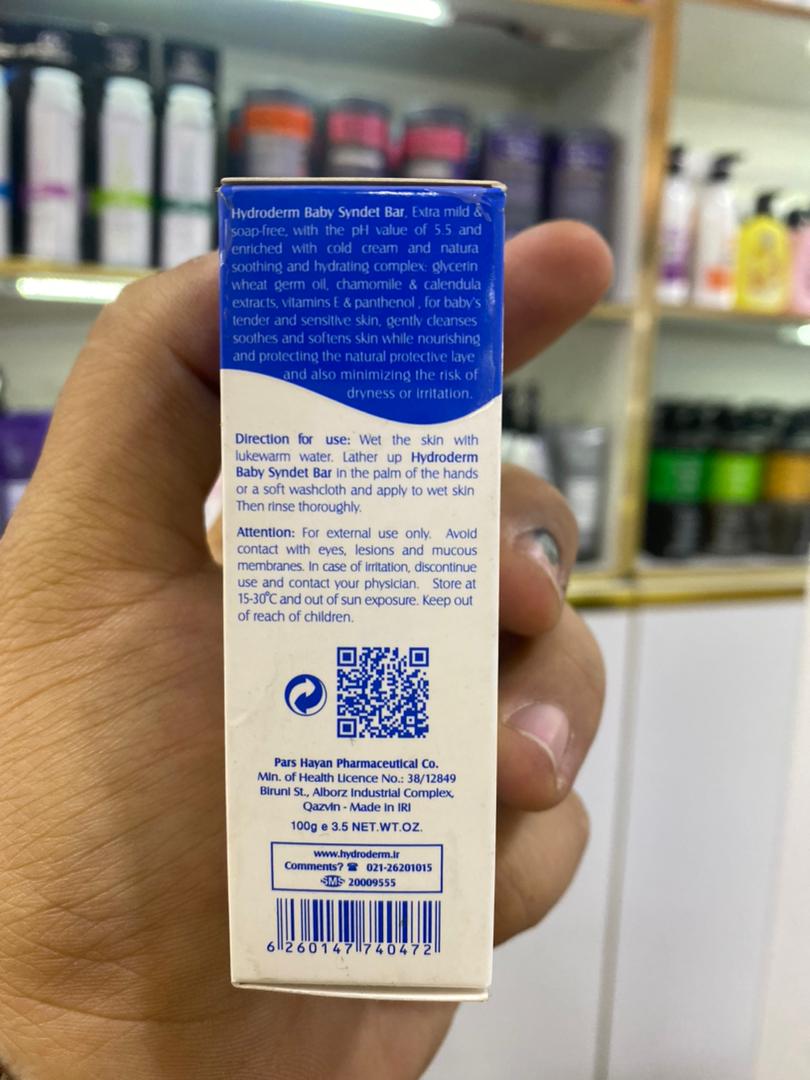 Hydroderm Baby Syndet Bar, Extra mild &
soap-free, with the pH value of 5.5 and
enriched with cold cream and natura
soothing and hydrating complex: glycerin
wheat germ oil, chamomile & calendula
extracts, vitamins E & panthenol , for baby's
tender and sensitive skin, gently cleanses
soothes and softens skin while nourishing
and protecting the natural protective laye
and also minimizing the risk of
dryness or irritation.
Direction for use: Wet the skin with
lukewarm water. Lather up Hydroderm
Baby Syndet Bar in the palm of the hands
or a soft washcloth and apply to wet skin
Then rinse thoroughly.
Attention: For external use only. Avoid
contact with eyes, lesions and mucous
membranes. In case of irritation, discontinue
use and contact your physician. Store at
15-30°C and out of sun exposure. Keep out
of reach of children.
Pars Hayan Pharmaceutical Co.
Min. of Health Licence No.: 38/12849
Biruni St., Alborz Industrial Complex,
Qazvin - Made in IRI
100g e 3.5 NET.WT.OZ.
www.hydroderm.ir
Comments? ☎ 021-26201015
SMS 20009555
6 260147 740472